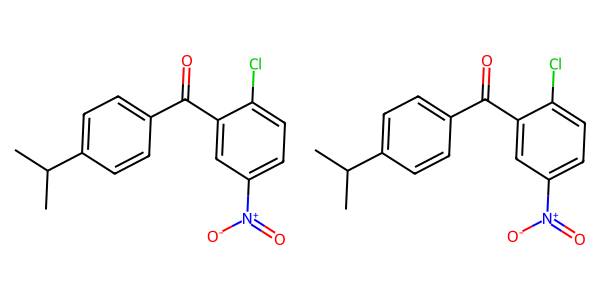 O Cl O Cl
N+ N+
O- O O- O